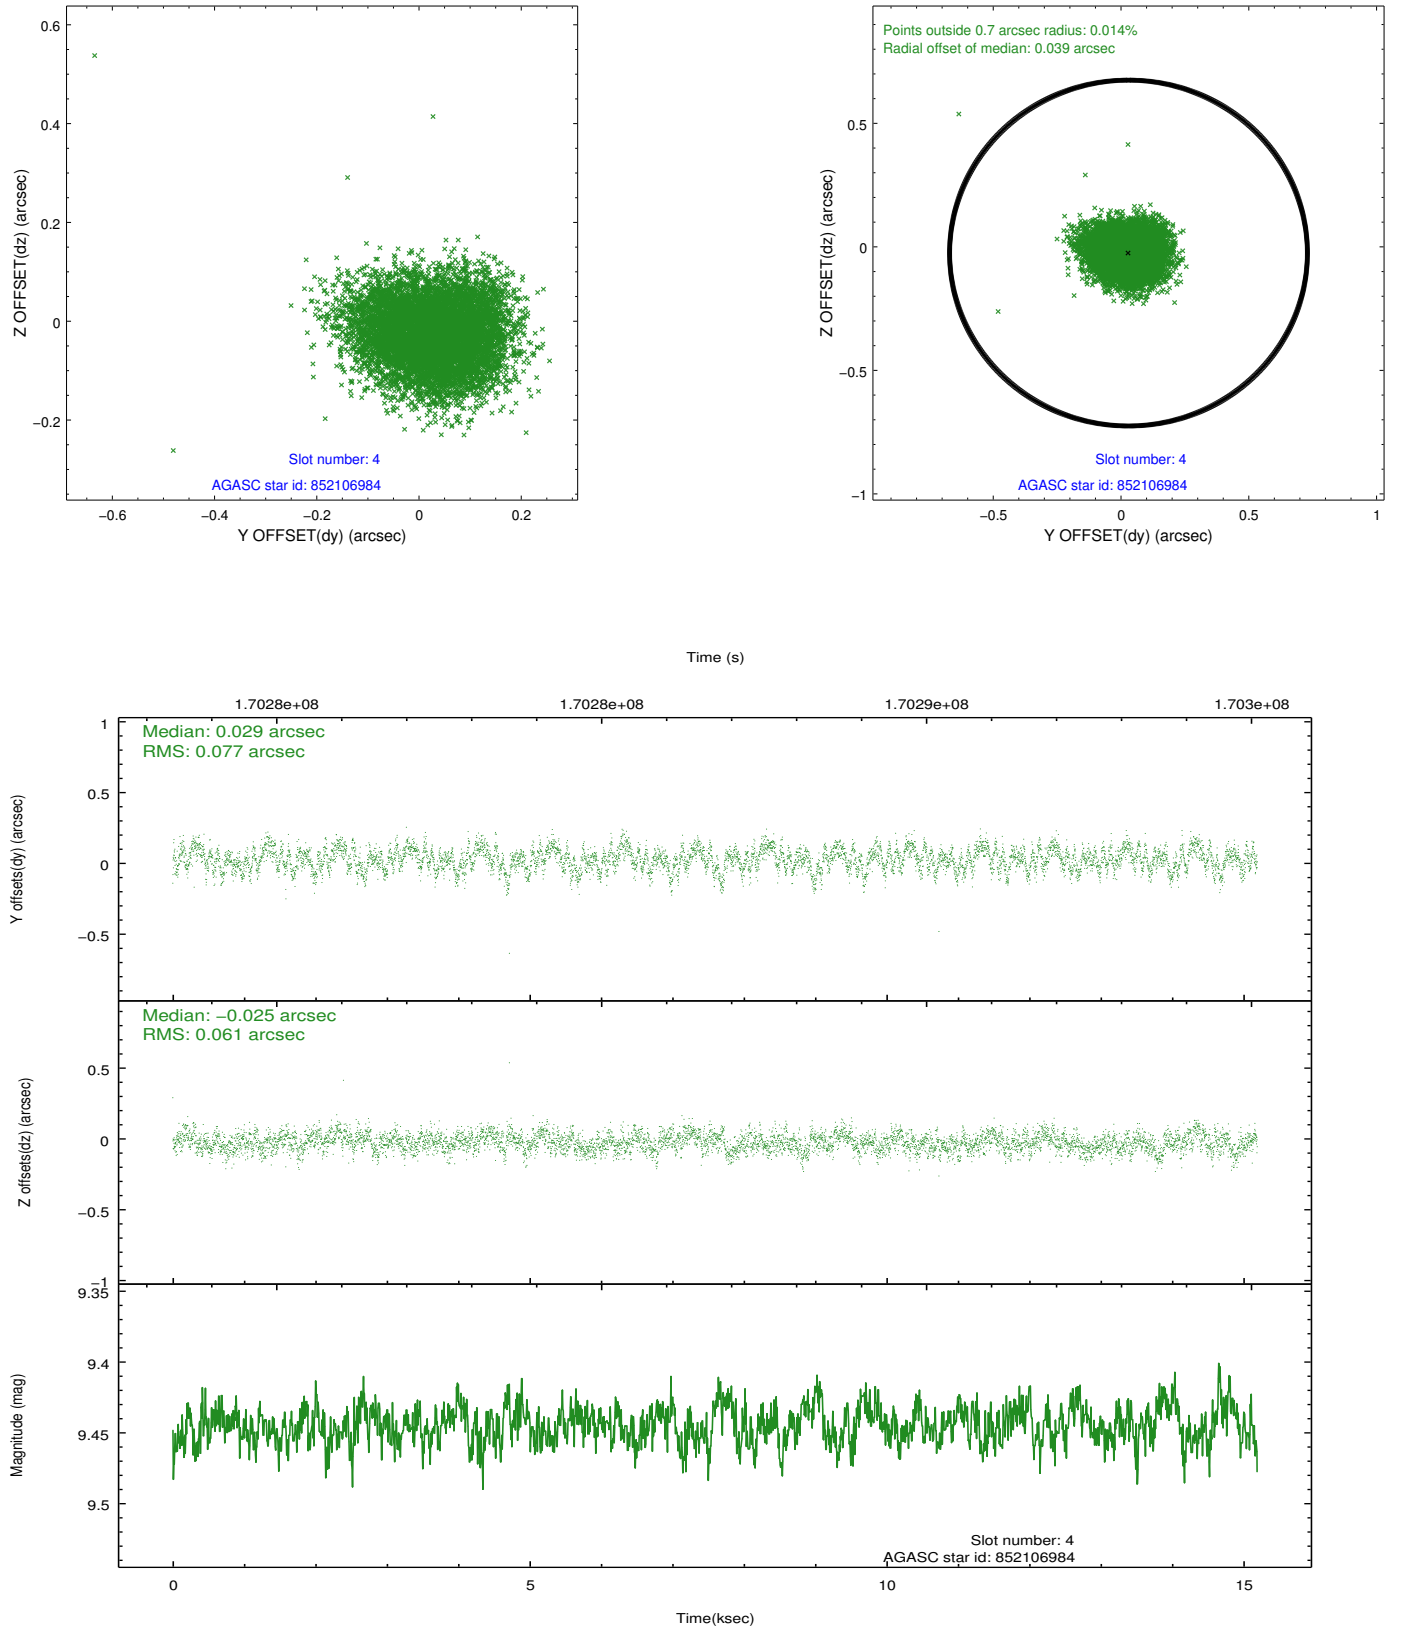 0.6
0.4
0.2
0
−0.2
−0.6
−0.4
−0.2
0
0.2
Z OFFSET(dz) (arcsec)
Y OFFSET(dy) (arcsec)
Slot number: 4
AGASC star id: 852106984
Points outside 0.7 arcsec radius: 0.014%
Radial offset of median: 0.039 arcsec
0.5
0
−0.5
−1
−0.5
0
0.5
1
Z OFFSET(dz) (arcsec)
Y OFFSET(dy) (arcsec)
Slot number: 4
AGASC star id: 852106984
Time (s)
1.7028e+08
1.7028e+08
1.7029e+08
1.703e+08
Median: 0.029 arcsec
RMS: 0.077 arcsec
1
0.5
0
−0.5
Y offsets(dy) (arcsec)
Median: −0.025 arcsec
RMS: 0.061 arcsec
0.5
0
−0.5
−1
Z offsets(dz) (arcsec)
9.35
9.4
9.45
9.5
Magnitude (mag)
Slot number: 4
AGASC star id: 852106984
0
5
10
15
Time(ksec)